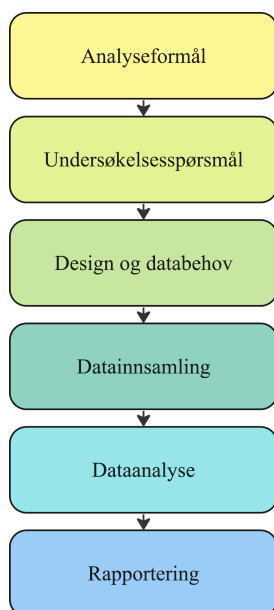 Analyseformål
Undersøkelsesspørsmål
Design og databehov
Datainnsamling
Dataanalyse
Rapportering